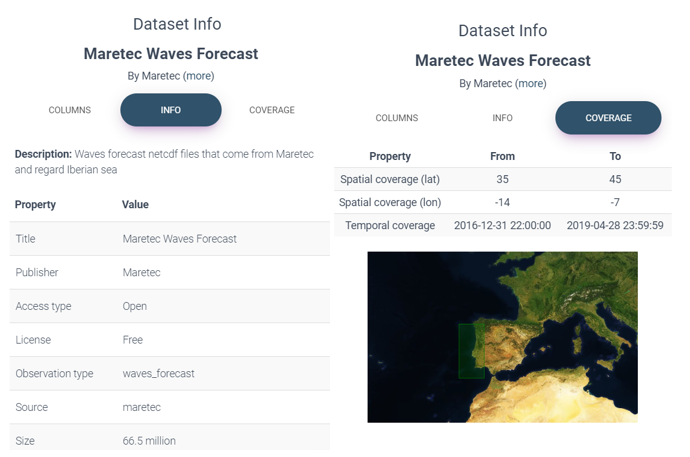 Dataset Info
Maretec Waves Forecast
By Maretec (more)
COLUMNS INFO COVERAGE
Description: Waves forecast netcdf files that come from Maretec
and regard Iberian sea
Property Value
Title Maretec Waves Forecast
Publisher Maretec
Access type Open
License Free
Observation type waves_forecast
Source maretec
Size 66.5 million
Dataset Info
Maretec Waves Forecast
By Maretec (more)
COLUMNS INFO COVERAGE
Property From To
Spatial coverage (lat) 35 45
Spatial coverage (lon) -14 -7
Temporal coverage 2016-12-31 22:00:00 2019-04-28 23:59:59